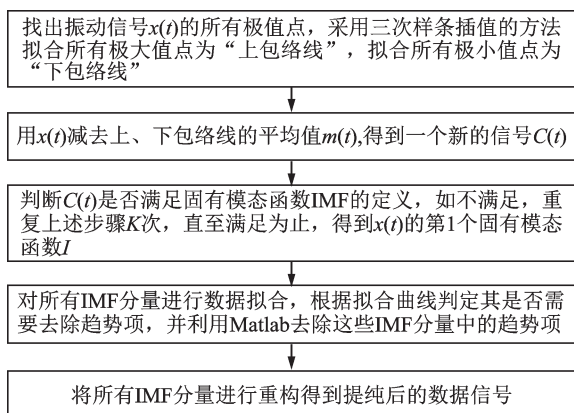 找出振动信号x(t)的所有极值点，采用三次样条插值的方法
拟合所有极大值点为“上包络线”，拟合所有极小值点为
“下包络线”
用x(t)减去上、下包络线的平均值m(t),得到一个新的信号C(t)
判断C(t)是否满足固有模态函数IMF的定义，如不满足，重
复上述步骤K次，直至满足为止，得到x(t)的第1个固有模态
函数I
对所有IMF分量进行数据拟合，根据拟合曲线判定其是否需
要去除趋势项，并利用Matlab去除这些IMF分量中的趋势项
将所有IMF分量进行重构得到提纯后的数据信号